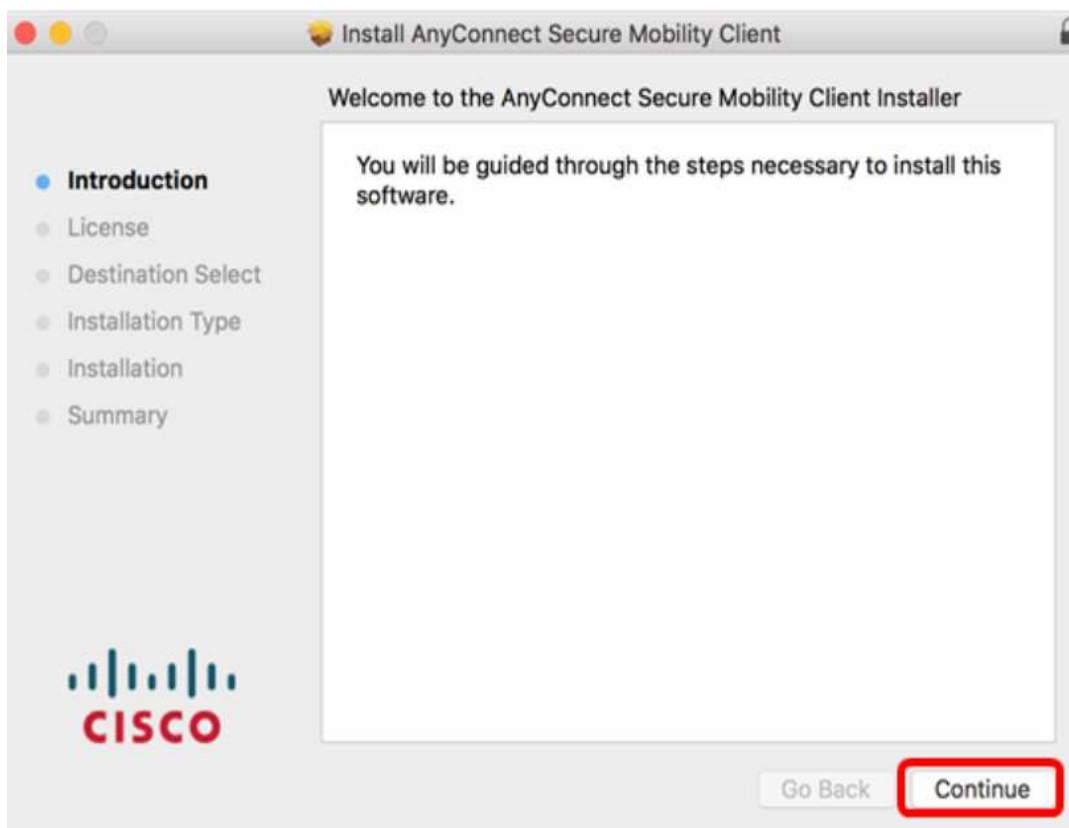 Install AnyConnect Secure Mobility Client
Welcome to the AnyConnect Secure Mobility Client Installer
Introduction
License
Destination Select
Installation Type
Installation
Summary
You will be guided through the steps necessary to install this
software.
CISCO
Go Back
Continue